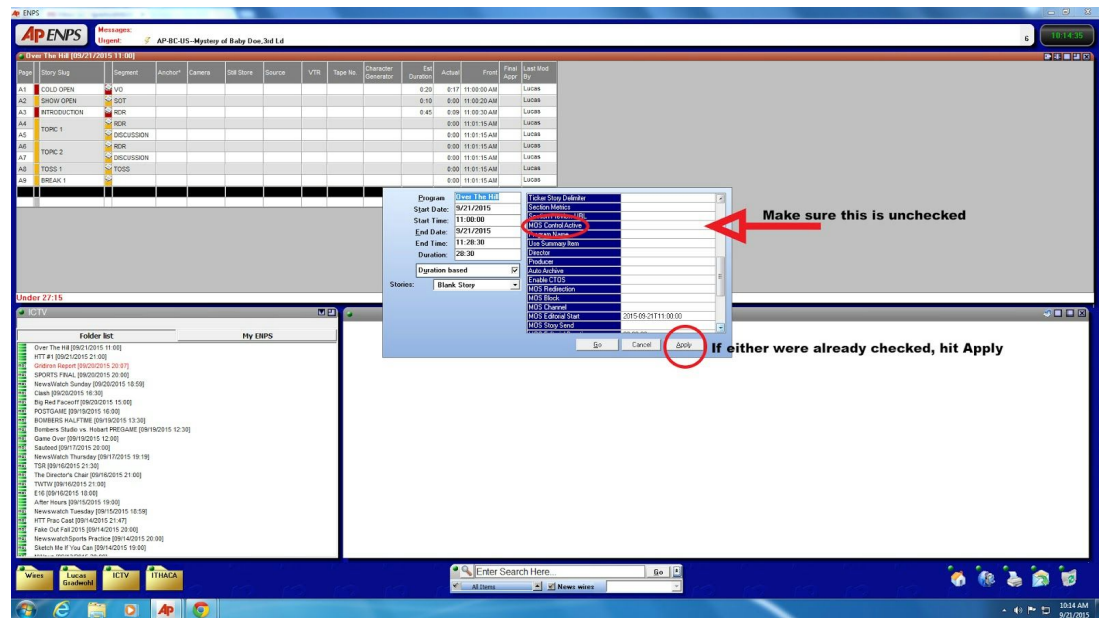 ENPS
AP ENPS
Messages:
Urgent: AP-BC-US--Mystery of Baby Doe,3rd Ld
6
10:14:35
Over The Hill [09/21/2015 11:00]
Page Story Slug Segment Anchor* Camera Still Store Source VTR Tape No. Character Generator Est Duration Actual Front Final Appr Last Mod By
A1 COLD OPEN VO 0:20 0:17 11:00:00 AM Lucas
A2 SHOW OPEN SOT 0:10 0:00 11:00:20 AM Lucas
A3 INTRODUCTION RDR 0:45 0:09 11:00:30 AM Lucas
A4 TOPIC 1 RDR 0:00 11:01:15 AM Lucas
A5 DISCUSSION 0:00 11:01:15 AM Lucas
A6 TOPIC 2 RDR 0:00 11:01:15 AM Lucas
A7 DISCUSSION 0:00 11:01:15 AM Lucas
A8 TOSS 1 TOSS 0:00 11:01:15 AM Lucas
A9 BREAK 1 0:00 11:01:15 AM Lucas
Program Over The Hill
Start Date: 9/21/2015
Start Time: 11:00:00
End Date: 9/21/2015
End Time: 11:28:30
Duration: 28:30
Duration based
Stories: Blank Story
Ticker Story Delimiter
Section Metrics
MOS Control Active
Program Name
Use Summary Item
Director
Producer
Auto Archive
Enable CTOS
MOS Redirection
MOS Block
MOS Channel
MOS Editorial Start 2015-09-21T11:00:00
MOS Story Send
Go Cancel Apply
Make sure this is unchecked
If either were already checked, hit Apply
Under 27:15
ICTV
Folder list My ENPS
Over The Hill [09/21/2015 11:00]
HTT #1 [09/21/2015 21:00]
Gridiron Report [09/20/2015 20:07]
SPORTS FINAL [09/20/2015 20:00]
NewsWatch Sunday [09/20/2015 18:59]
Clash [09/20/2015 16:30]
Big Red Faceoff [09/20/2015 15:00]
POSTGAME [09/19/2015 16:00]
BOMBERS HALFTIME [09/19/2015 13:30]
Bombers Studio vs. Hobart PREGAME [09/19/2015 12:30]
Game Over [09/19/2015 12:00]
Sauteed [09/17/2015 20:00]
NewsWatch Thursday [09/17/2015 19:19]
TSR [09/16/2015 21:30]
The Director's Chair [09/16/2015 21:00]
TWTW [09/16/2015 21:00]
E16 [09/16/2015 18:00]
After Hours [09/15/2015 19:00]
Newswatch Tuesday [09/15/2015 18:59]
HTT Prac Cast [09/14/2015 21:47]
Fake Out Fall 2015 [09/14/2015 20:00]
NewswatchSports Practice [09/14/2015 20:00]
Sketch Me If You Can [09/14/2015 19:00]
Wires
Lucas Gradwohl
ICTV
ITHACA
Enter Search Here...
Go
All Items
News wires
AP
10:14 AM
9/21/2015